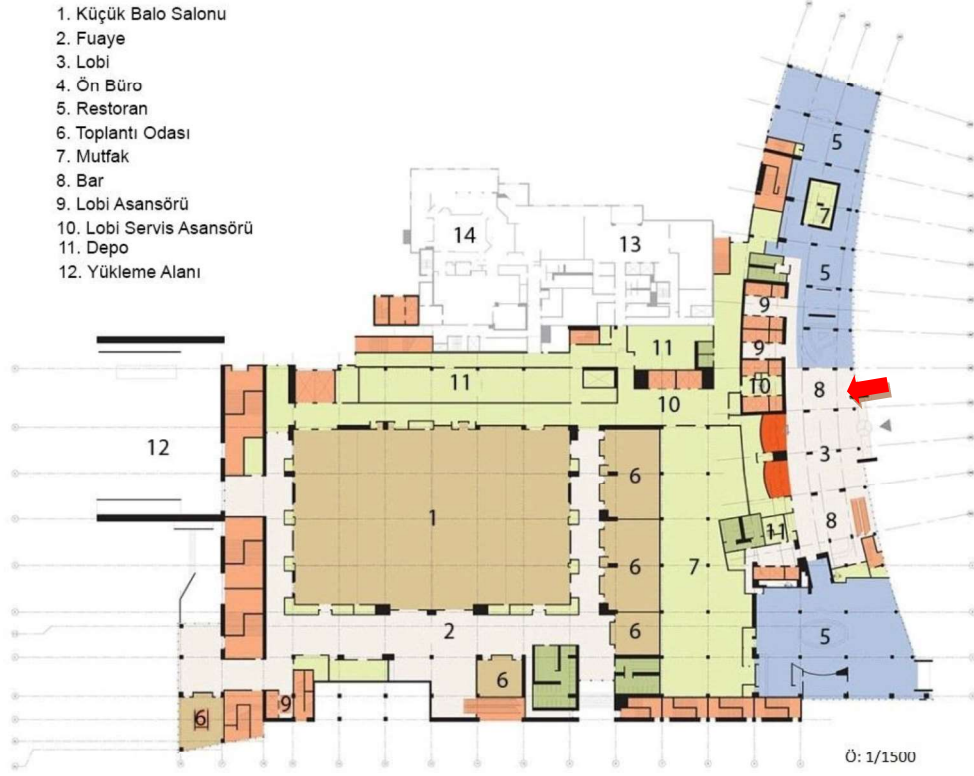 1. Küçük Balo Salonu
2. Fuaye
3. Lobi
4. Ön Büro
5. Restoran
6. Toplantı Odası
7. Mutfak
8. Bar
9. Lobi Asansörü
10. Lobi Servis Asansörü
11. Depo
12. Yükleme Alanı
5
7
14
13
5
9
9
11
11
10
10
8
12
3
6
1
8
11
6
7
6
2
5
6
6
9
Ö: 1/1500